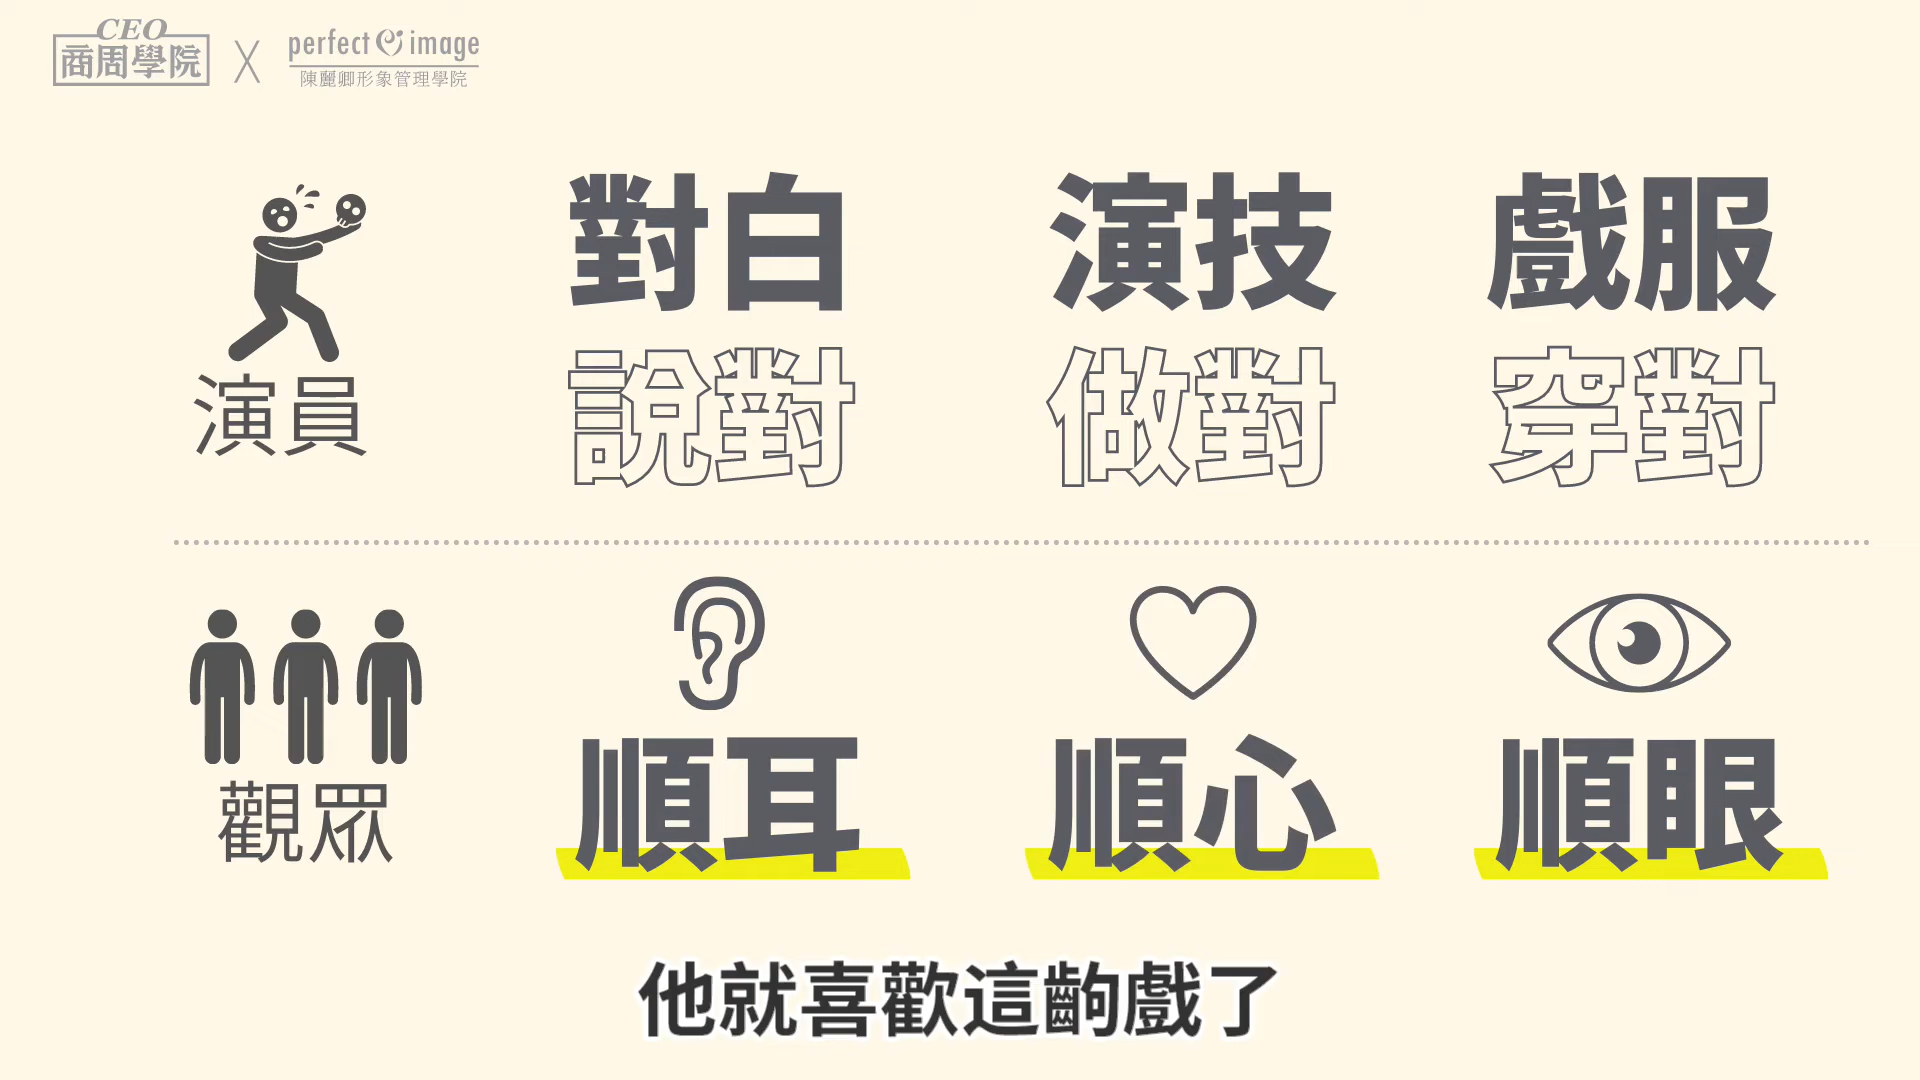 CEO
商周學院 X perfect image
陳麗卿形象管理學院
對白 演技 戲服
說對 做對 穿對
演員
順耳 順心 順眼
觀眾
他就喜歡這齣戲了